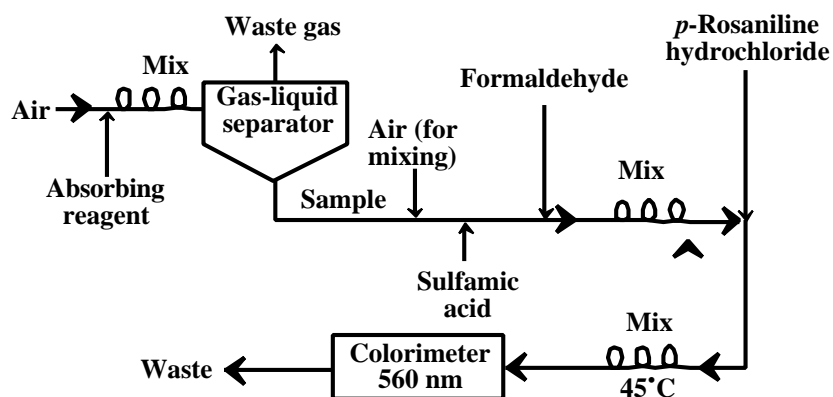 Waste gas
p-Rosaniline
hydrochloride
Mix
Formaldehyde
Gas-liquid
separator
Air
Air (for
mixing)
Absorbing
reagent
Sample
Mix
Sulfamic
acid
Mix
Waste
Colorimeter
560 nm
45°C